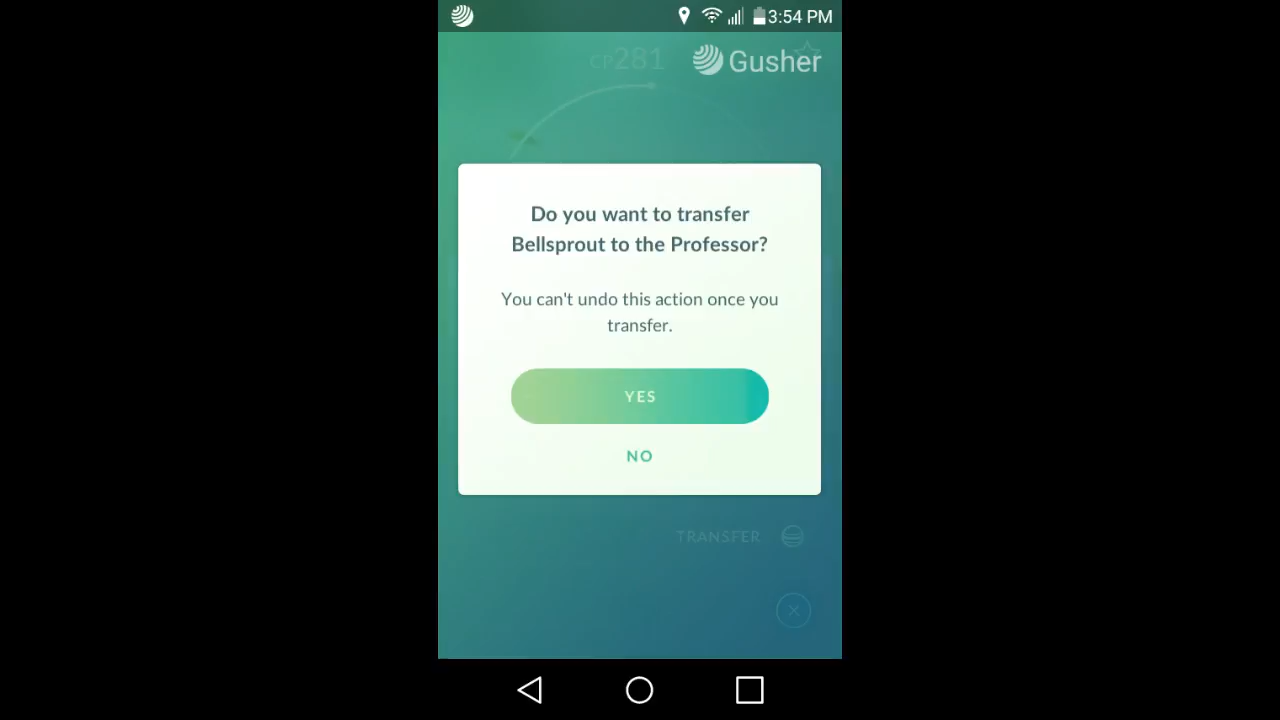 3:54 PM
CP281
Gusher
Do you want to transfer
Bellsprout to the Professor?
You can't undo this action once you
transfer.
YES
NO
TRANSFER